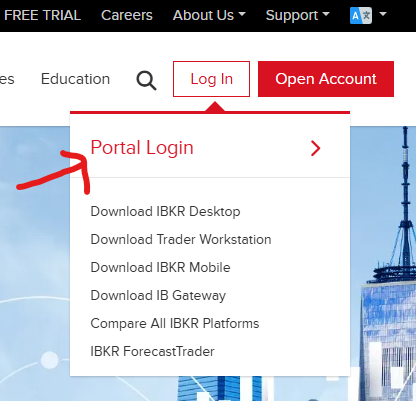 FREE TRIAL Careers About Us Support
es Education Log In Open Account
Portal Login
Download IBKR Desktop
Download Trader Workstation
Download IBKR Mobile
Download IB Gateway
Compare All IBKR Platforms
IBKR ForecastTrader